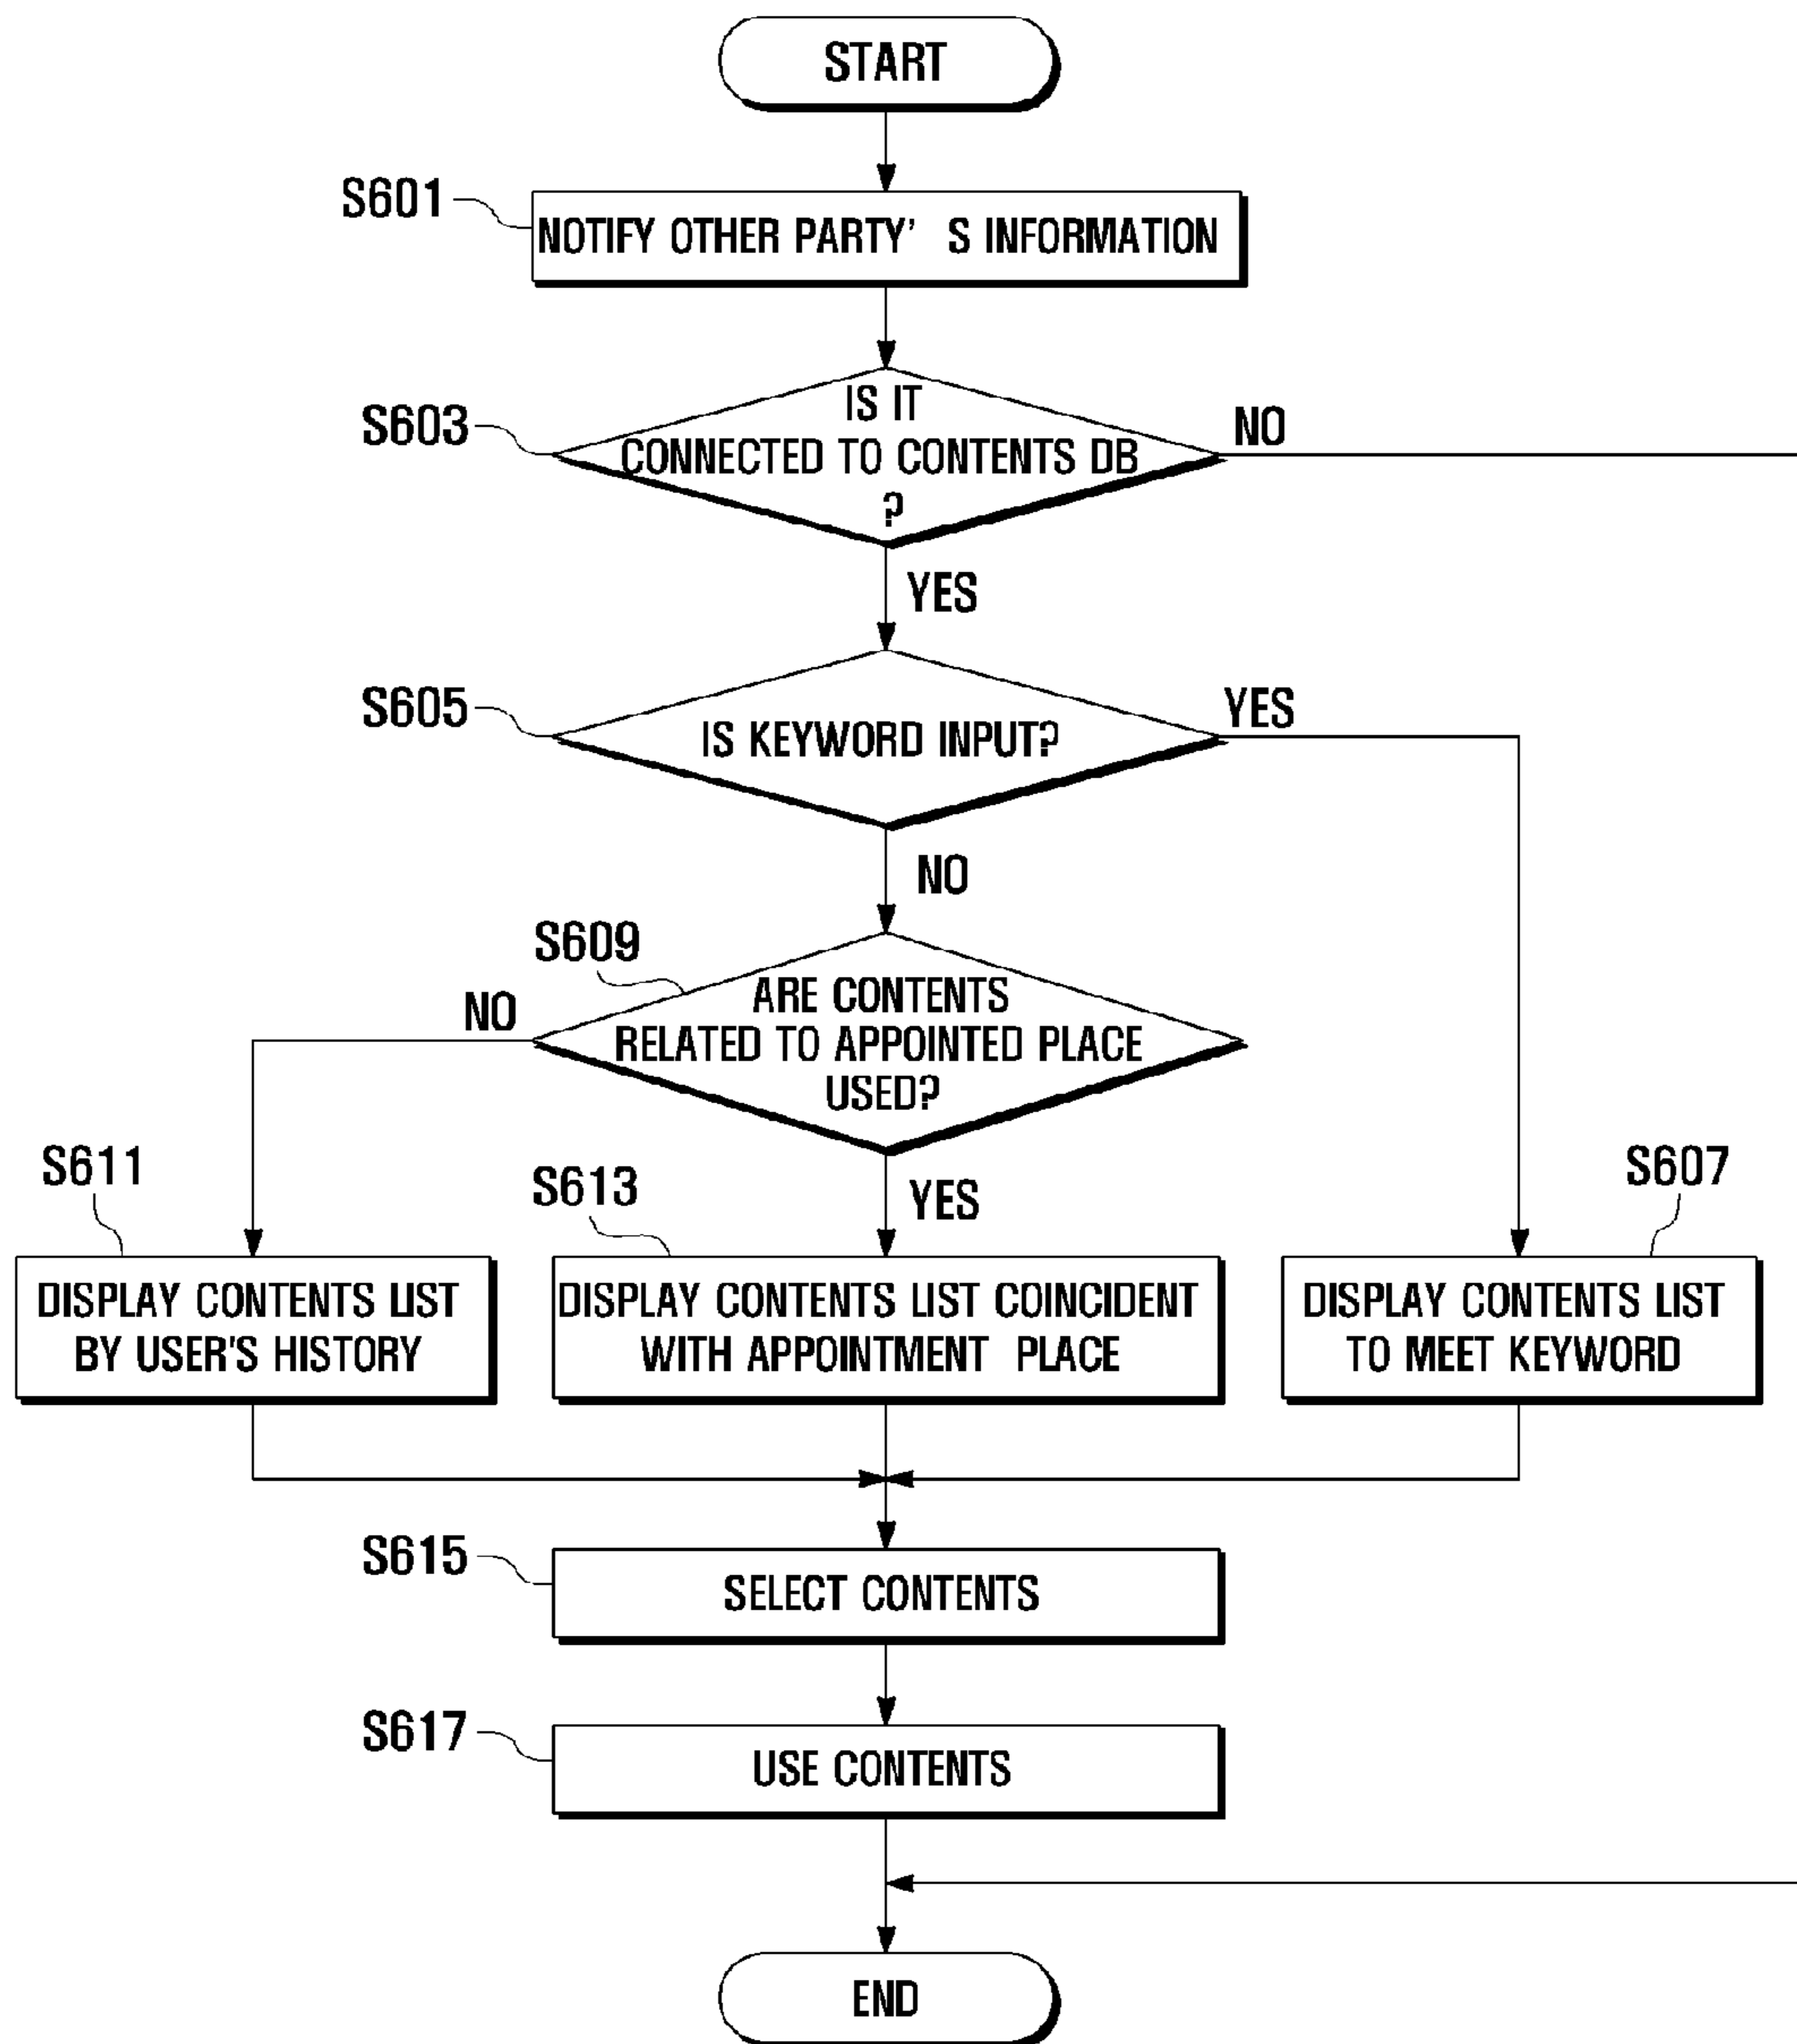 START
S601
NOTIFY OTHER PARTY' S INFORMATION
S603
IS IT
CONNECTED TO CONTENTS DB
?
NO
YES
S605
IS KEYWORD INPUT?
YES
NO
S609
ARE CONTENTS
RELATED TO APPOINTED PLACE
USED?
NO
YES
S611
DISPLAY CONTENTS LIST
BY USER'S HISTORY
S613
DISPLAY CONTENTS LIST COINCIDENT
WITH APPOINTMENT PLACE
S607
DISPLAY CONTENTS LIST
TO MEET KEYWORD
S615
SELECT CONTENTS
S617
USE CONTENTS
END